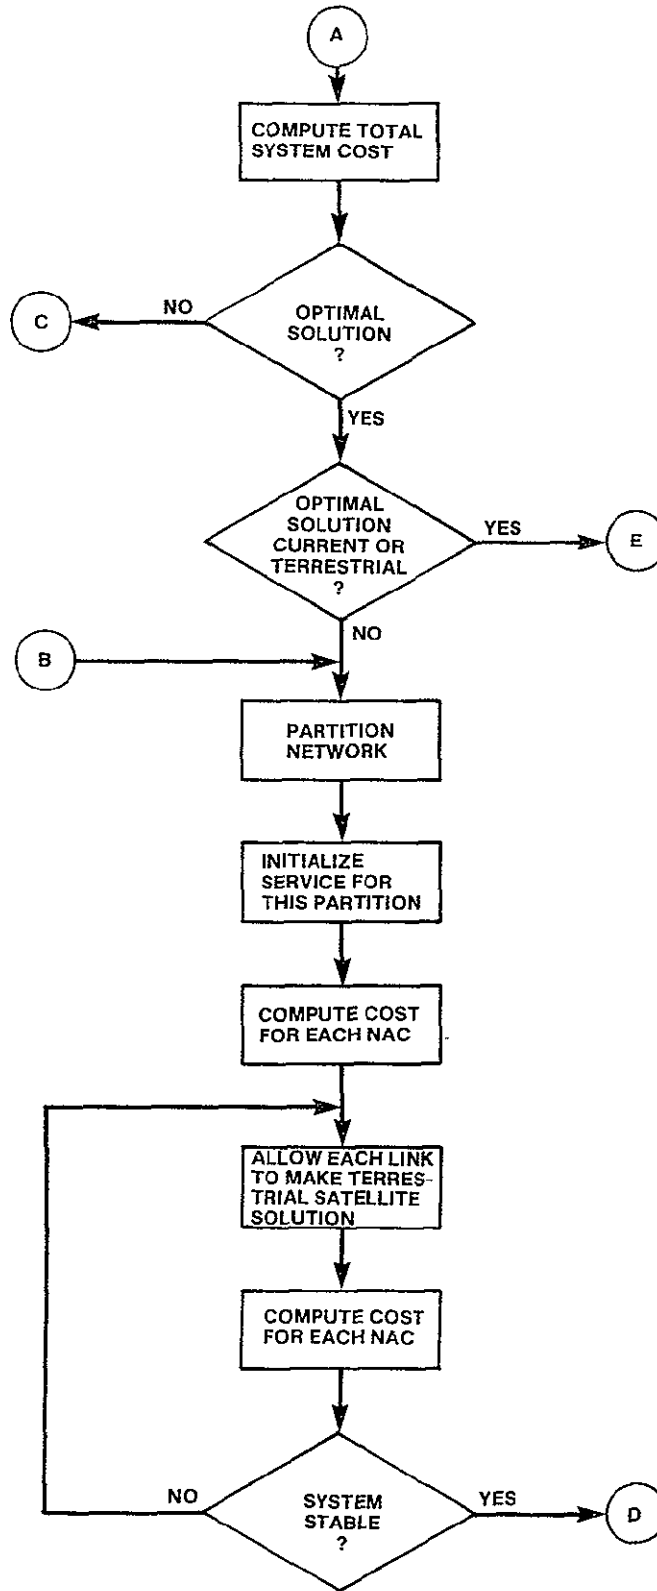 A
COMPUTE TOTAL
SYSTEM COST
NO
C
OPTIMAL
SOLUTION
?
YES
OPTIMAL
SOLUTION
CURRENT OR
TERRESTRIAL
?
YES
E
NO
B
PARTITION
NETWORK
INITIALIZE
SERVICE FOR
THIS PARTITION
COMPUTE COST
FOR EACH NAC
ALLOW EACH LINK
TO MAKE TERRES-
TRIAL SATELLITE
SOLUTION
COMPUTE COST
FOR EACH NAC
NO
SYSTEM
STABLE
?
YES
D